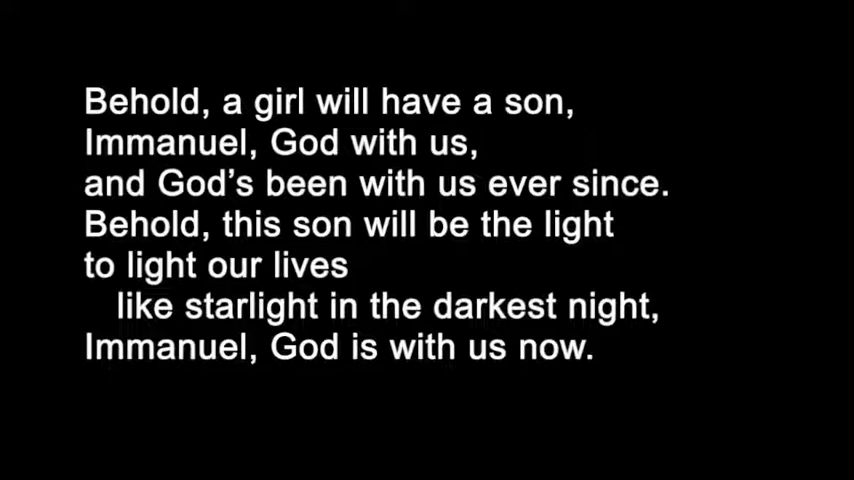 Behold, a girl will have a son,
Immanuel, God with us,
and God’s been with us ever since.
Behold, this son will be the light
to light our lives
like starlight in the darkest night,
Immanuel, God is with us now.